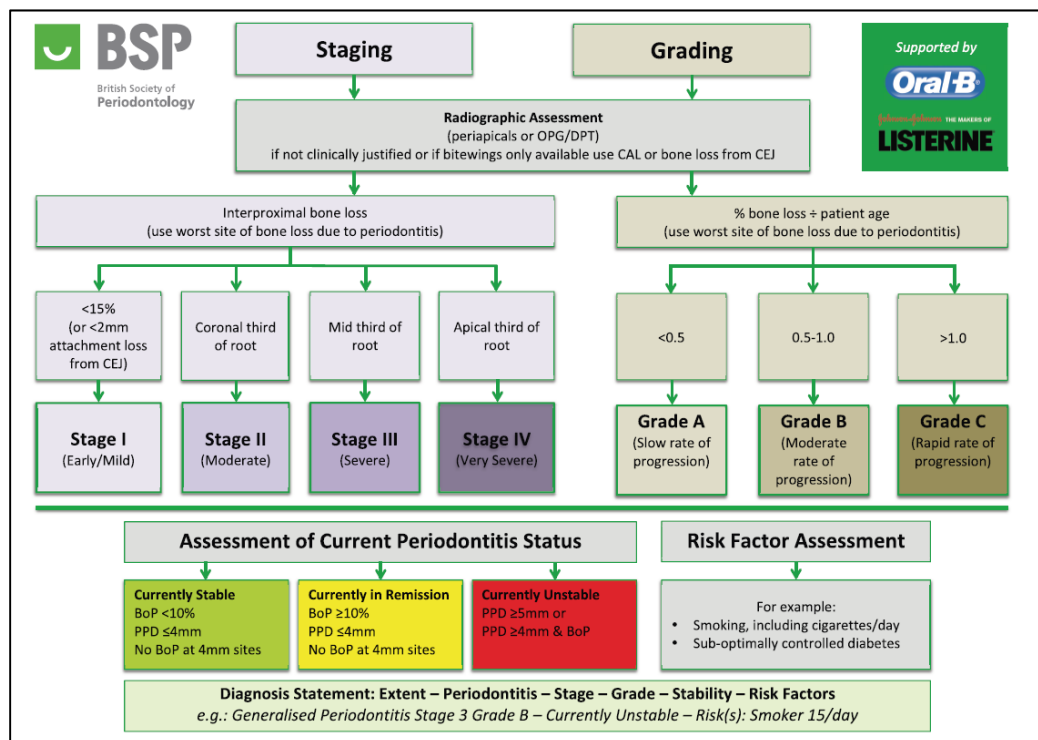 BSP
British Society of
Periodontology
Staging
Grading
Supported by
Oral-B
Johnson&Johnson THE MAKERS OF
LISTERINE
Radiographic Assessment
(periapicals or OPG/DPT)
if not clinically justified or if bitewings only available use CAL or bone loss from CEJ
Interproximal bone loss
(use worst site of bone loss due to periodontitis)
% bone loss ÷ patient age
(use worst site of bone loss due to periodontitis)
<15%
(or <2mm
attachment loss
from CEJ)
Coronal third
of root
Mid third of
root
Apical third of
root
<0.5
0.5-1.0
>1.0
Stage I
(Early/Mild)
Stage II
(Moderate)
Stage III
(Severe)
Stage IV
(Very Severe)
Grade A
(Slow rate of
progression)
Grade B
(Moderate
rate of
progression)
Grade C
(Rapid rate of
progression)
Assessment of Current Periodontitis Status
Risk Factor Assessment
Currently Stable
BoP <10%
PPD ≤4mm
No BoP at 4mm sites
Currently in Remission
BoP ≥10%
PPD ≤4mm
No BoP at 4mm sites
Currently Unstable
PPD ≥5mm or
PPD ≥4mm & BoP
For example:
• Smoking, including cigarettes/day
• Sub-optimally controlled diabetes
Diagnosis Statement: Extent – Periodontitis – Stage – Grade – Stability – Risk Factors
e.g.: Generalised Periodontitis Stage 3 Grade B – Currently Unstable – Risk(s): Smoker 15/day